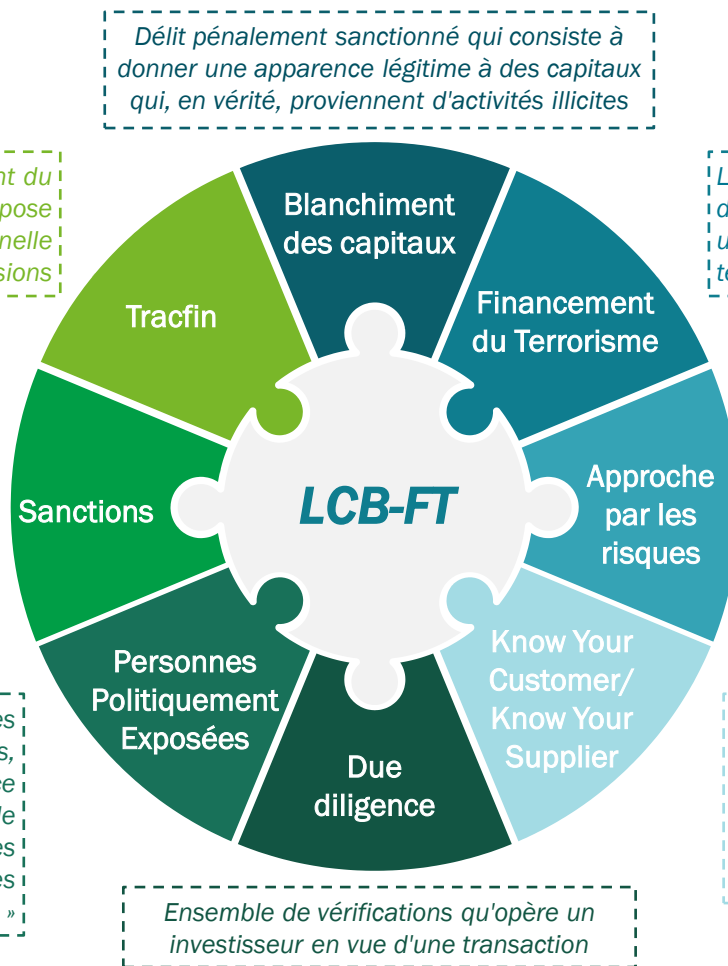 Délit pénalement sanctionné qui consiste à
donner une apparence légitime à des capitaux
qui, en vérité, proviennent d'activités illicites
du
Blanchiment
des capitaux
Financement
du Terrorisme
Tracfin
Approche
par les
risques
Sanctions
LCB-FT
Know Your
Customer/
Know Your
Supplier
Personnes
Politiquement
Exposées
Due
diligence
»
Ensemble de vérifications qu'opère un
investisseur en vue d'une transaction